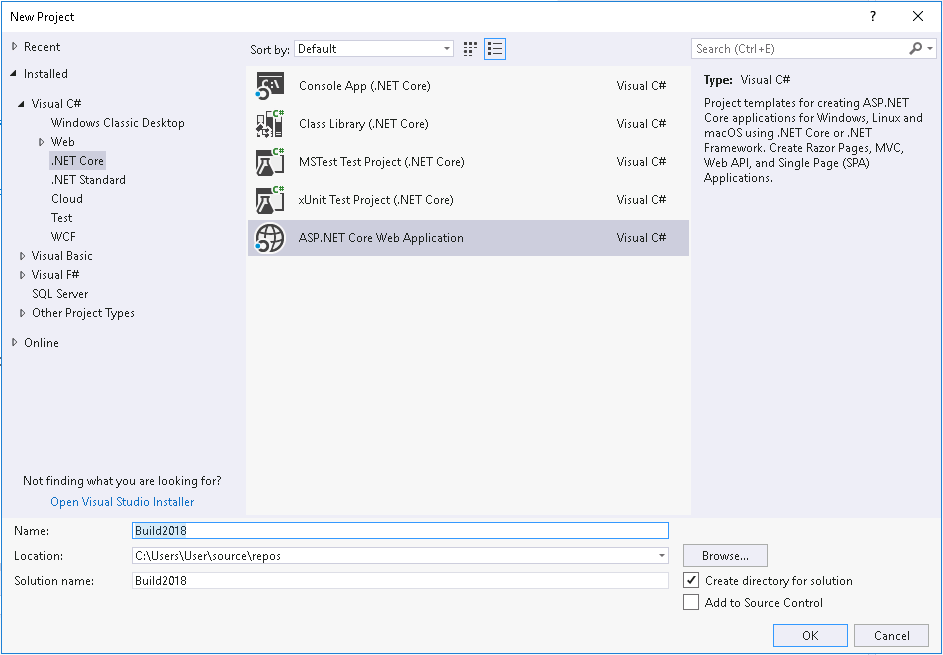 New Project
?
Recent
Installed
Visual C#
Windows Classic Desktop
Web
.NET Core
.NET Standard
Cloud
Test
WCF
Visual Basic
Visual F#
SQL Server
Other Project Types
Online
Not finding what you are looking for?
Open Visual Studio Installer
Sort by: Default
Console App (.NET Core) Visual C#
Class Library (.NET Core) Visual C#
MSTest Test Project (.NET Core) Visual C#
xUnit Test Project (.NET Core) Visual C#
ASP.NET Core Web Application Visual C#
Search (Ctrl+E)
Type: Visual C#
Project templates for creating ASP.NET
Core applications for Windows, Linux and
macOS using .NET Core or .NET
Framework. Create Razor Pages, MVC,
Web API, and Single Page (SPA)
Applications.
Name: Build2018
Location: C:\Users\User\source\repos
Browse...
Solution name: Build2018
Create directory for solution
Add to Source Control
OK
Cancel